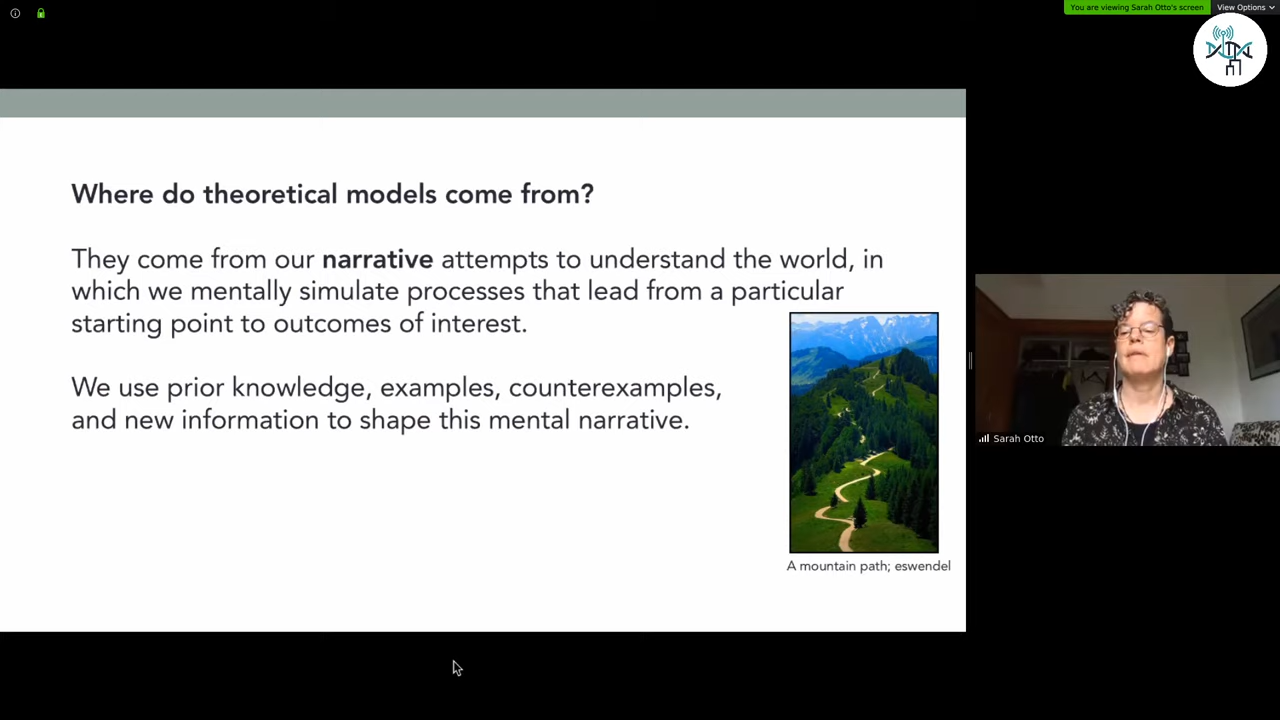 You are viewing Sarah Otto's screen
View Options
Where do theoretical models come from?
They come from our narrative attempts to understand the world, in
which we mentally simulate processes that lead from a particular
starting point to outcomes of interest.
We use prior knowledge, examples, counterexamples,
and new information to shape this mental narrative.
A mountain path; eswendel
Sarah Otto